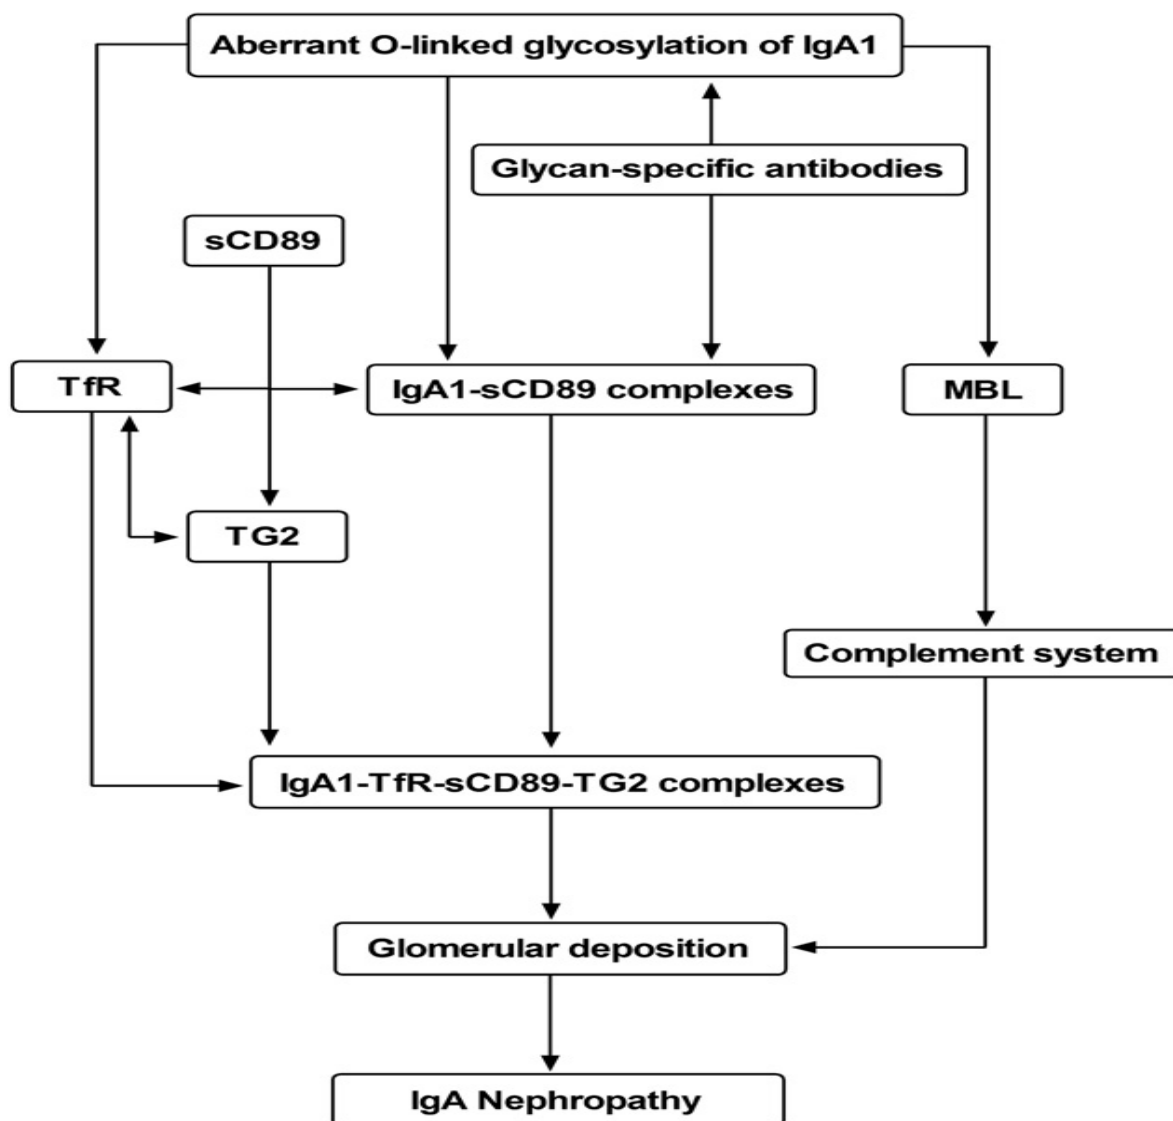 Aberrant O-linked glycosylation of IgA1
Glycan-specific antibodies
sCD89
TfR
IgA1-sCD89 complexes
MBL
TG2
Complement system
IgA1-TfR-sCD89-TG2 complexes
Glomerular deposition
IgA Nephropathy